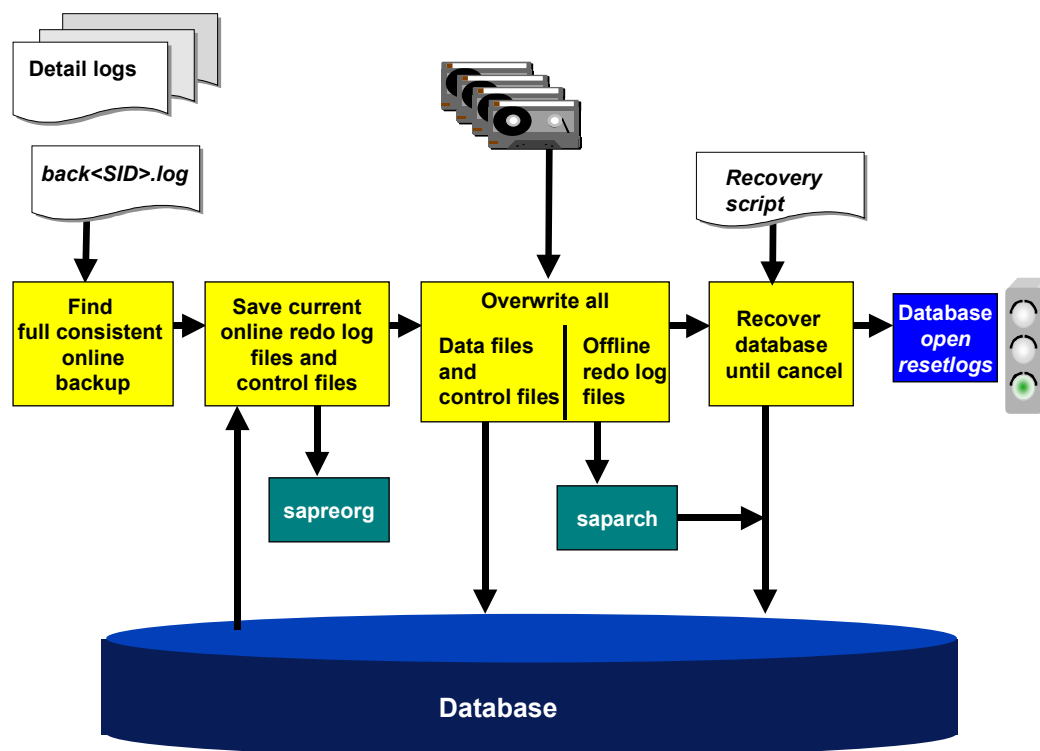 Detail logs
back<SID>.log
Recovery
script
Find
full consistent
online
backup
Save current
online redo log
files and
control files
Overwrite all
Data files
and
control files
Offline
redo log
files
Recover
database
until cancel
Database
open
resetlogs
sapreorg
saparch
Database